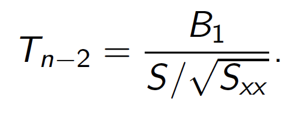 T_{n−2} = \frac{B_1}{S/\sqrt{S_{xx}}}.